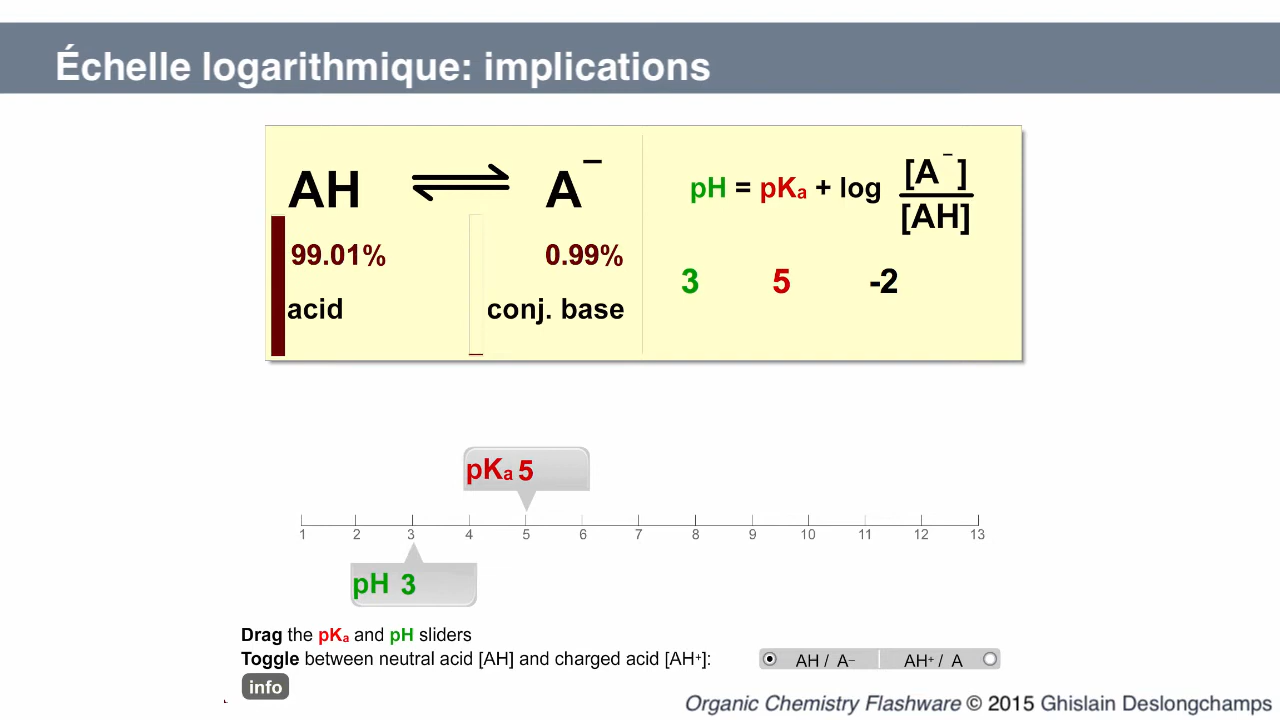 Échelle logarithmique: implications
AH ⇌ A⁻
99.01% 0.99%
acid conj. base
pH = pKₐ + log [A⁻] / [AH]
3 5 -2
pKₐ 5
1 2 3 4 5 6 7 8 9 10 11 12 13
pH 3
Drag the pKₐ and pH sliders
Toggle between neutral acid [AH] and charged acid [AH⁺]:
AH / A⁻ AH⁺ / A
info
Organic Chemistry Flashware © 2015 Ghislain Deslongchamps